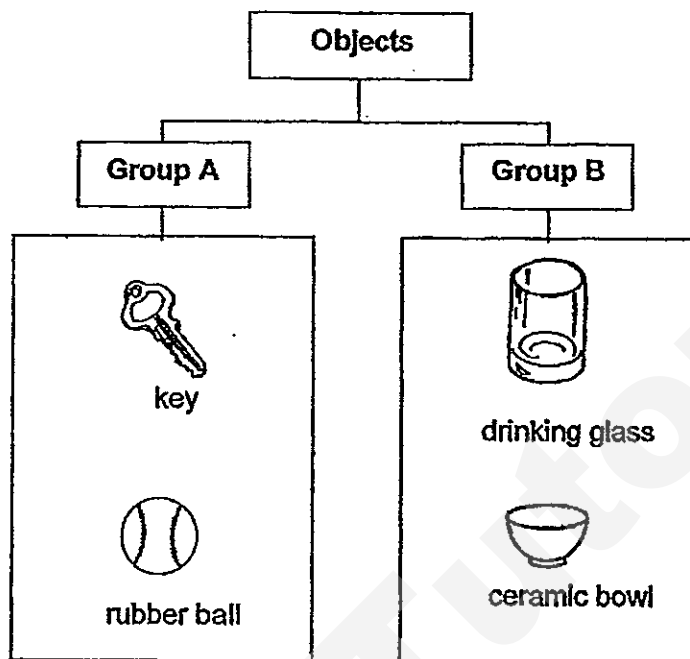 Objects
Group A
Group B
key
drinking glass
rubber ball
ceramic bowl